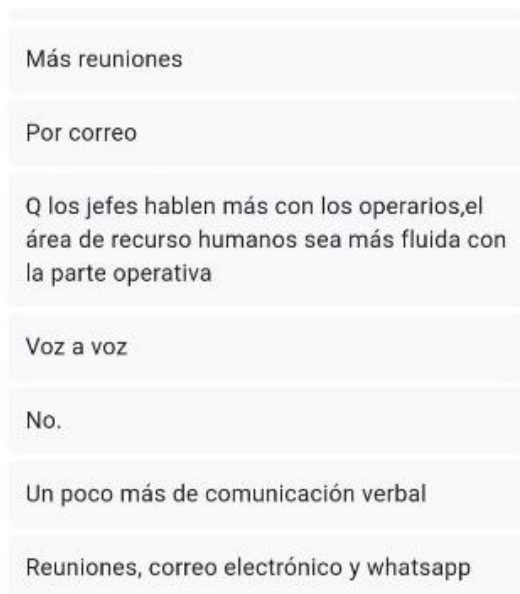 Más reuniones
Por correo
Q los jefes hablen más con los operarios,el
área de recurso humanos sea más fluida con
la parte operativa
Voz a voz
No.
Un poco más de comunicación verbal
Reuniones, correo electrónico y whatsapp